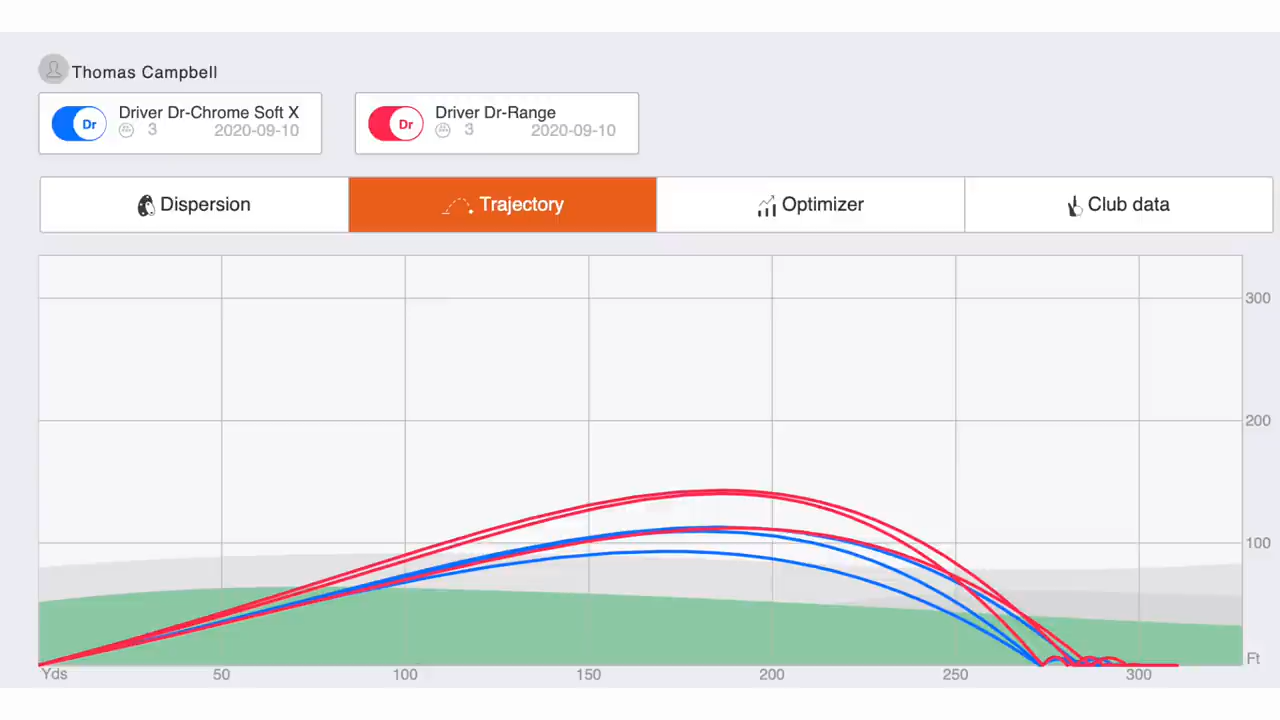 Thomas Campbell
Dr
Driver Dr-Chrome Soft X
3
2020-09-10
Dr
Driver Dr-Range
3
2020-09-10
Dispersion
Trajectory
Optimizer
Club data
300
200
100
Ft
Yds
50
100
150
200
250
300